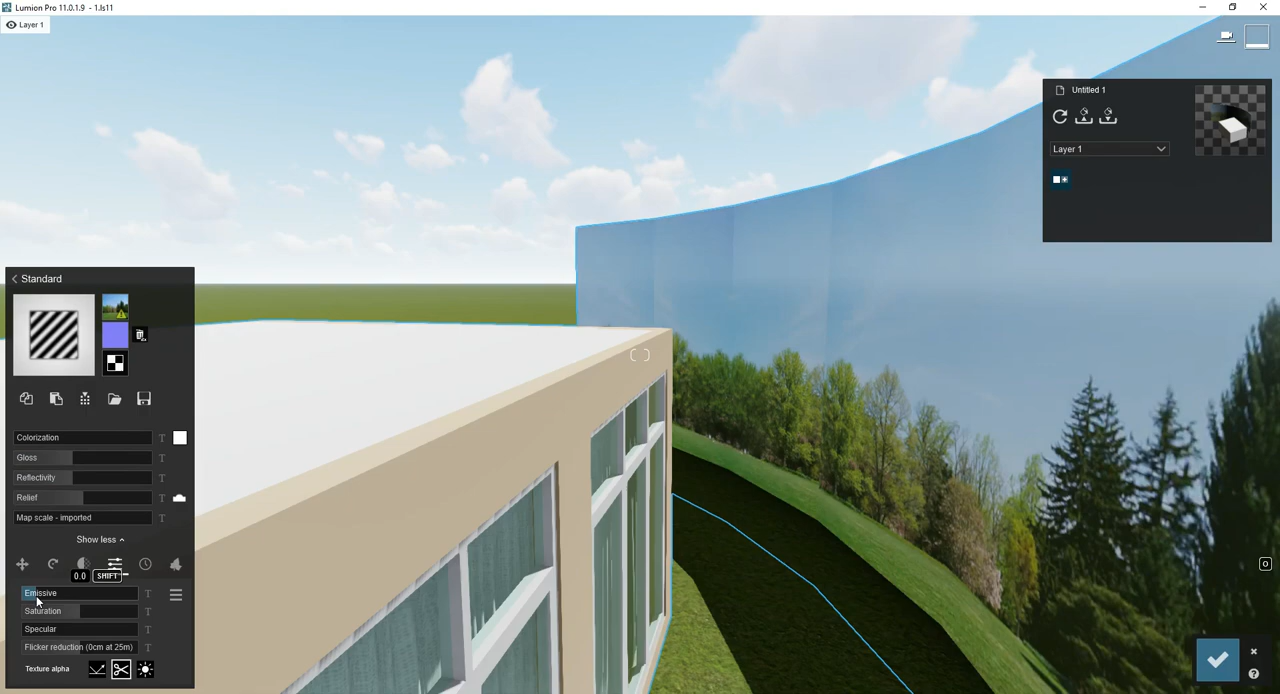 Lumion Pro 11.0.1.9 - 1.ls11
Layer 1
Untitled 1
Layer 1
Standard
Colorization T
Gloss T
Reflectivity T
Relief T
Map scale - imported T
Show less
0.0 SHIFT
Emissive T
Saturation T
Specular T
Flicker reduction (0cm at 25m) T
Texture alpha
O
?